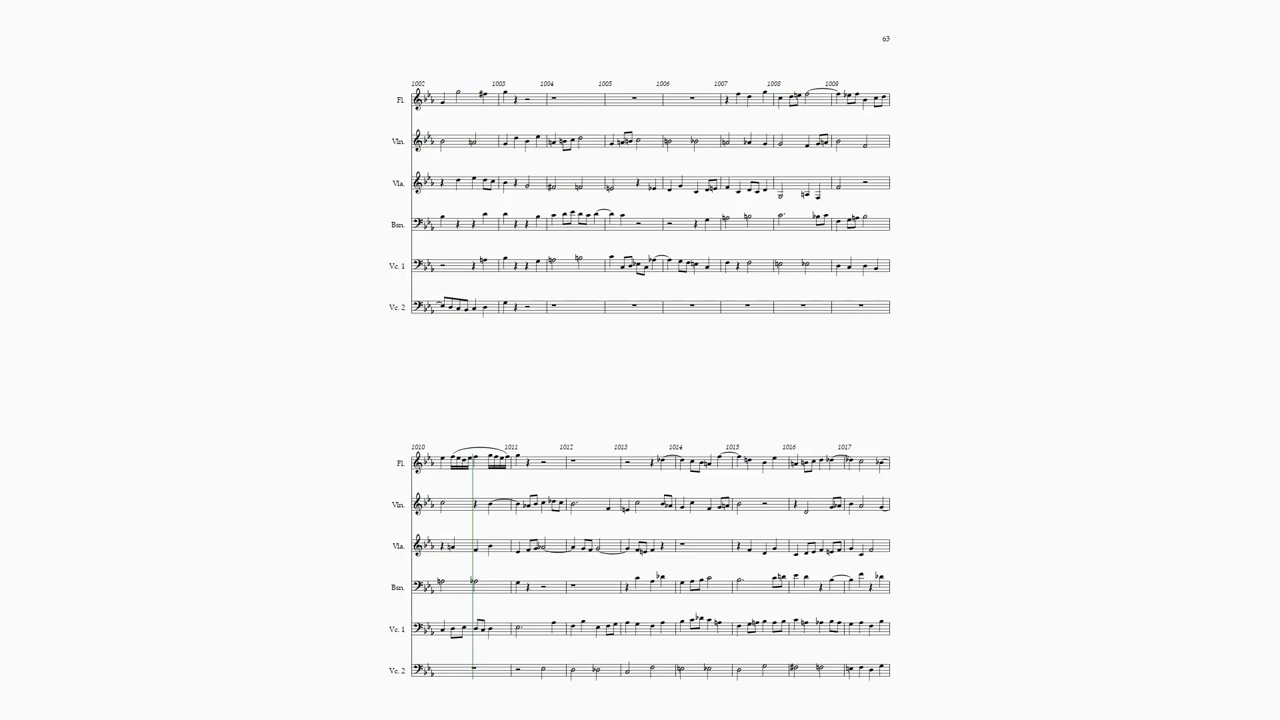 63
1002 1003 1004 1005 1006 1007 1008 1009
Fl.
Vln.
Vla.
Bsn.
Vc. 1
Vc. 2
1010 1011 1012 1013 1014 1015 1016 1017
Fl.
Vln.
Vla.
Bsn.
Vc. 1
Vc. 2